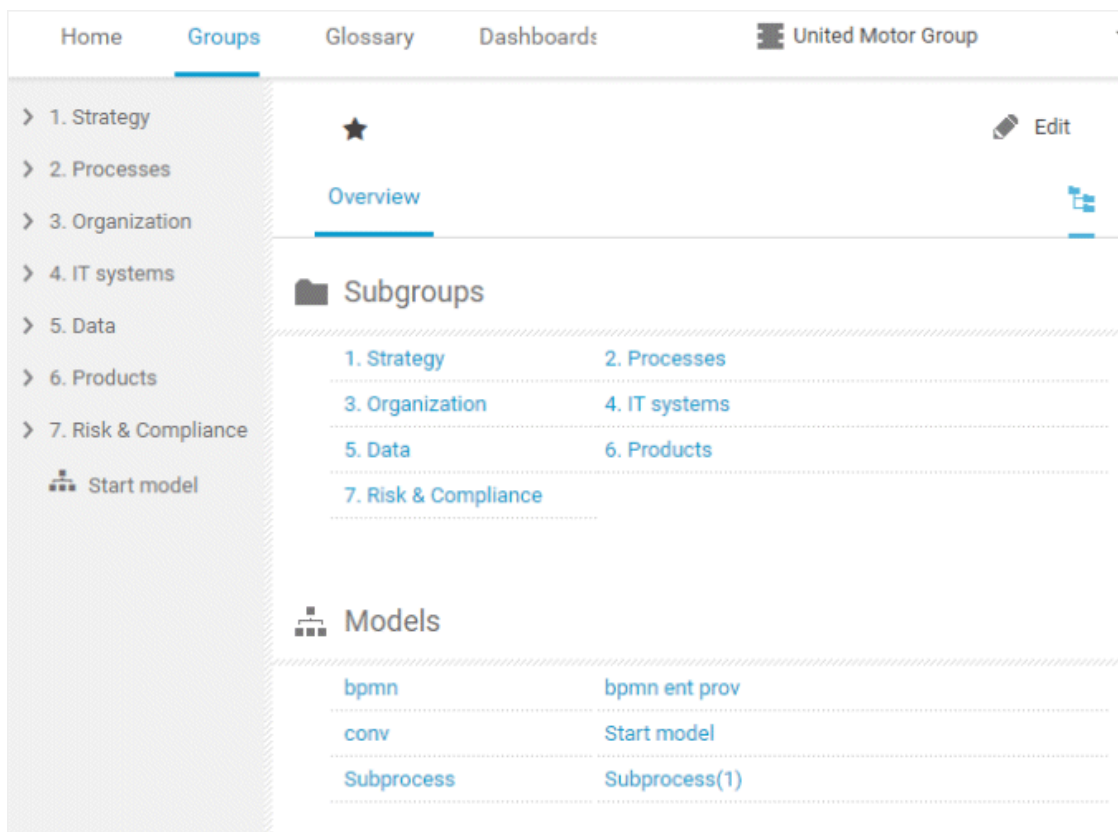 Home Groups Glossary Dashboards United Motor Group
1. Strategy
2. Processes
3. Organization
4. IT systems
5. Data
6. Products
7. Risk & Compliance
Start model
Edit
Overview
Subgroups
1. Strategy 2. Processes
3. Organization 4. IT systems
5. Data 6. Products
7. Risk & Compliance
Models
bpmn bpmn ent prov
conv Start model
Subprocess Subprocess(1)